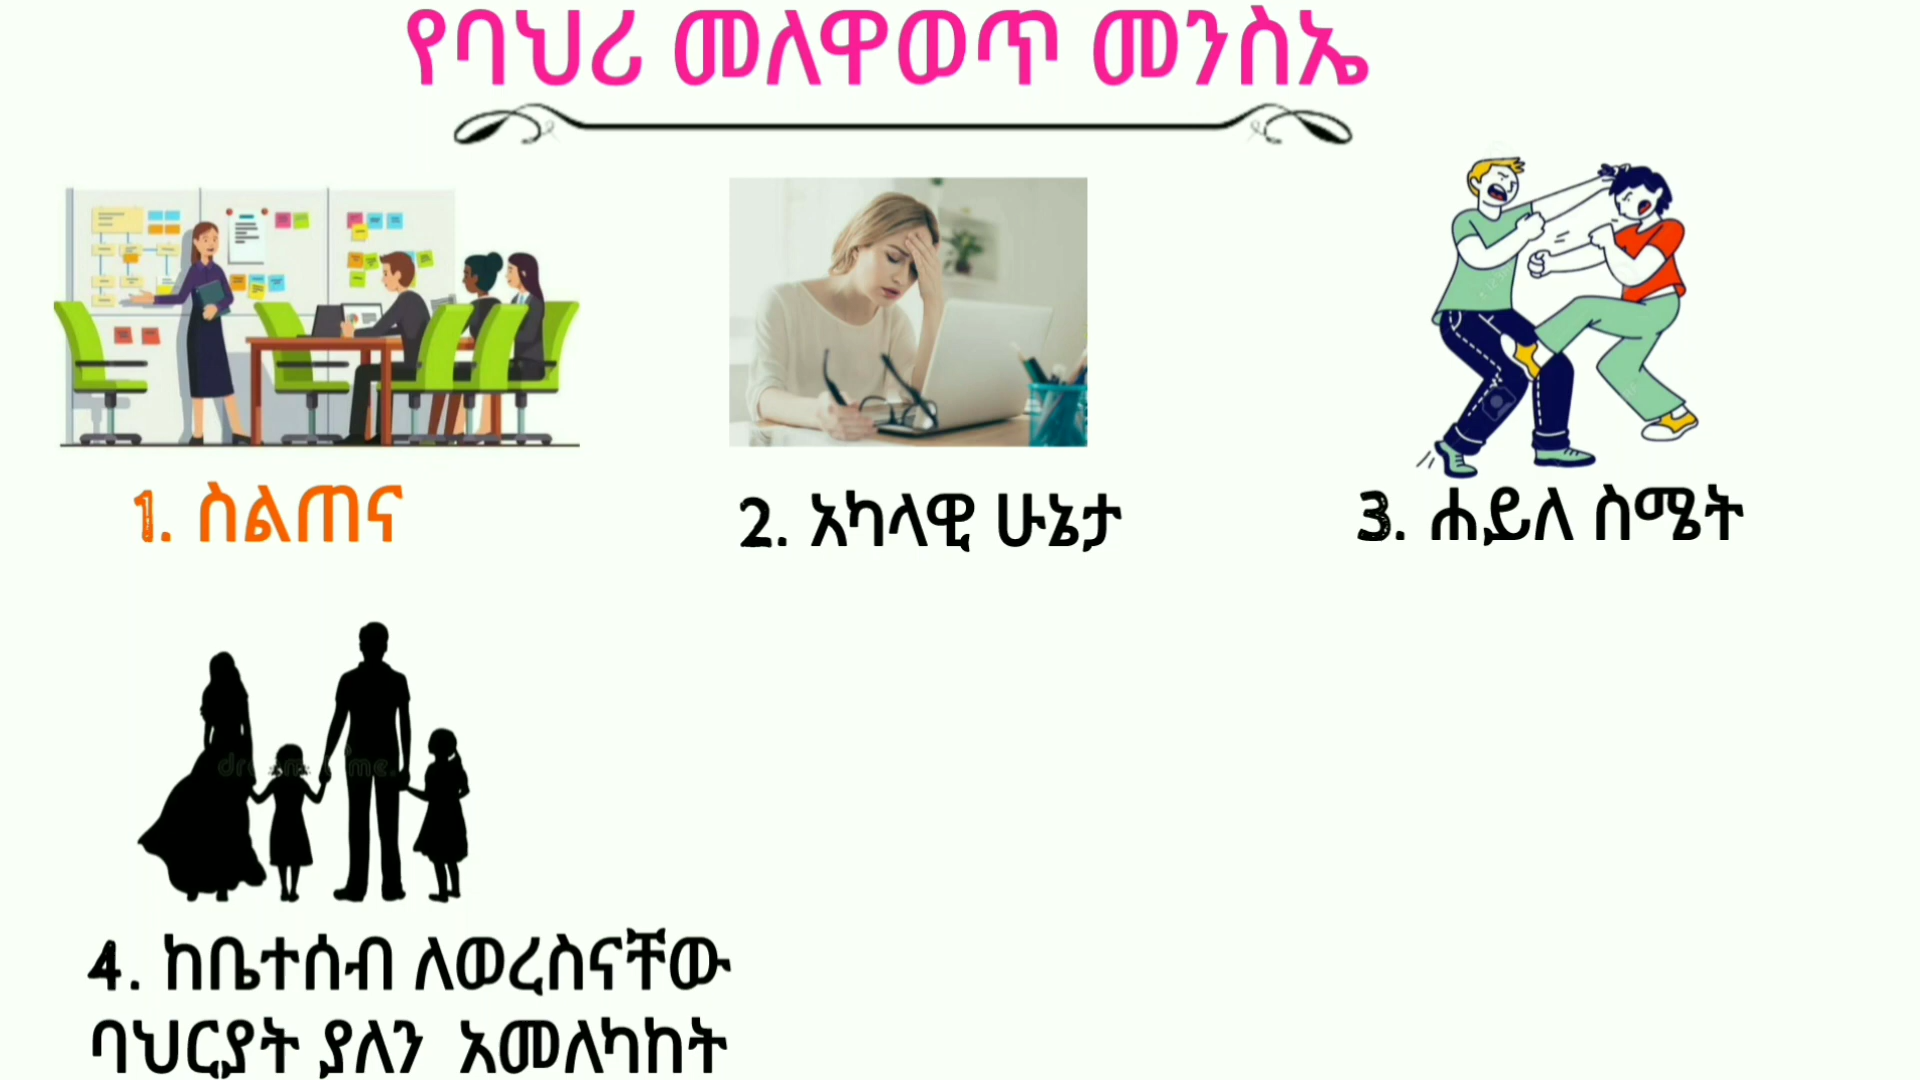 የባህሪ መለዋወጥ መንስኤ
1. ስልጠና
2. አካላዊ ሁኔታ
3. ሐይለ ስሜት
4. ከቤተሰብ ለወረስናቸው
ባህርያት ያለን አመለካከት